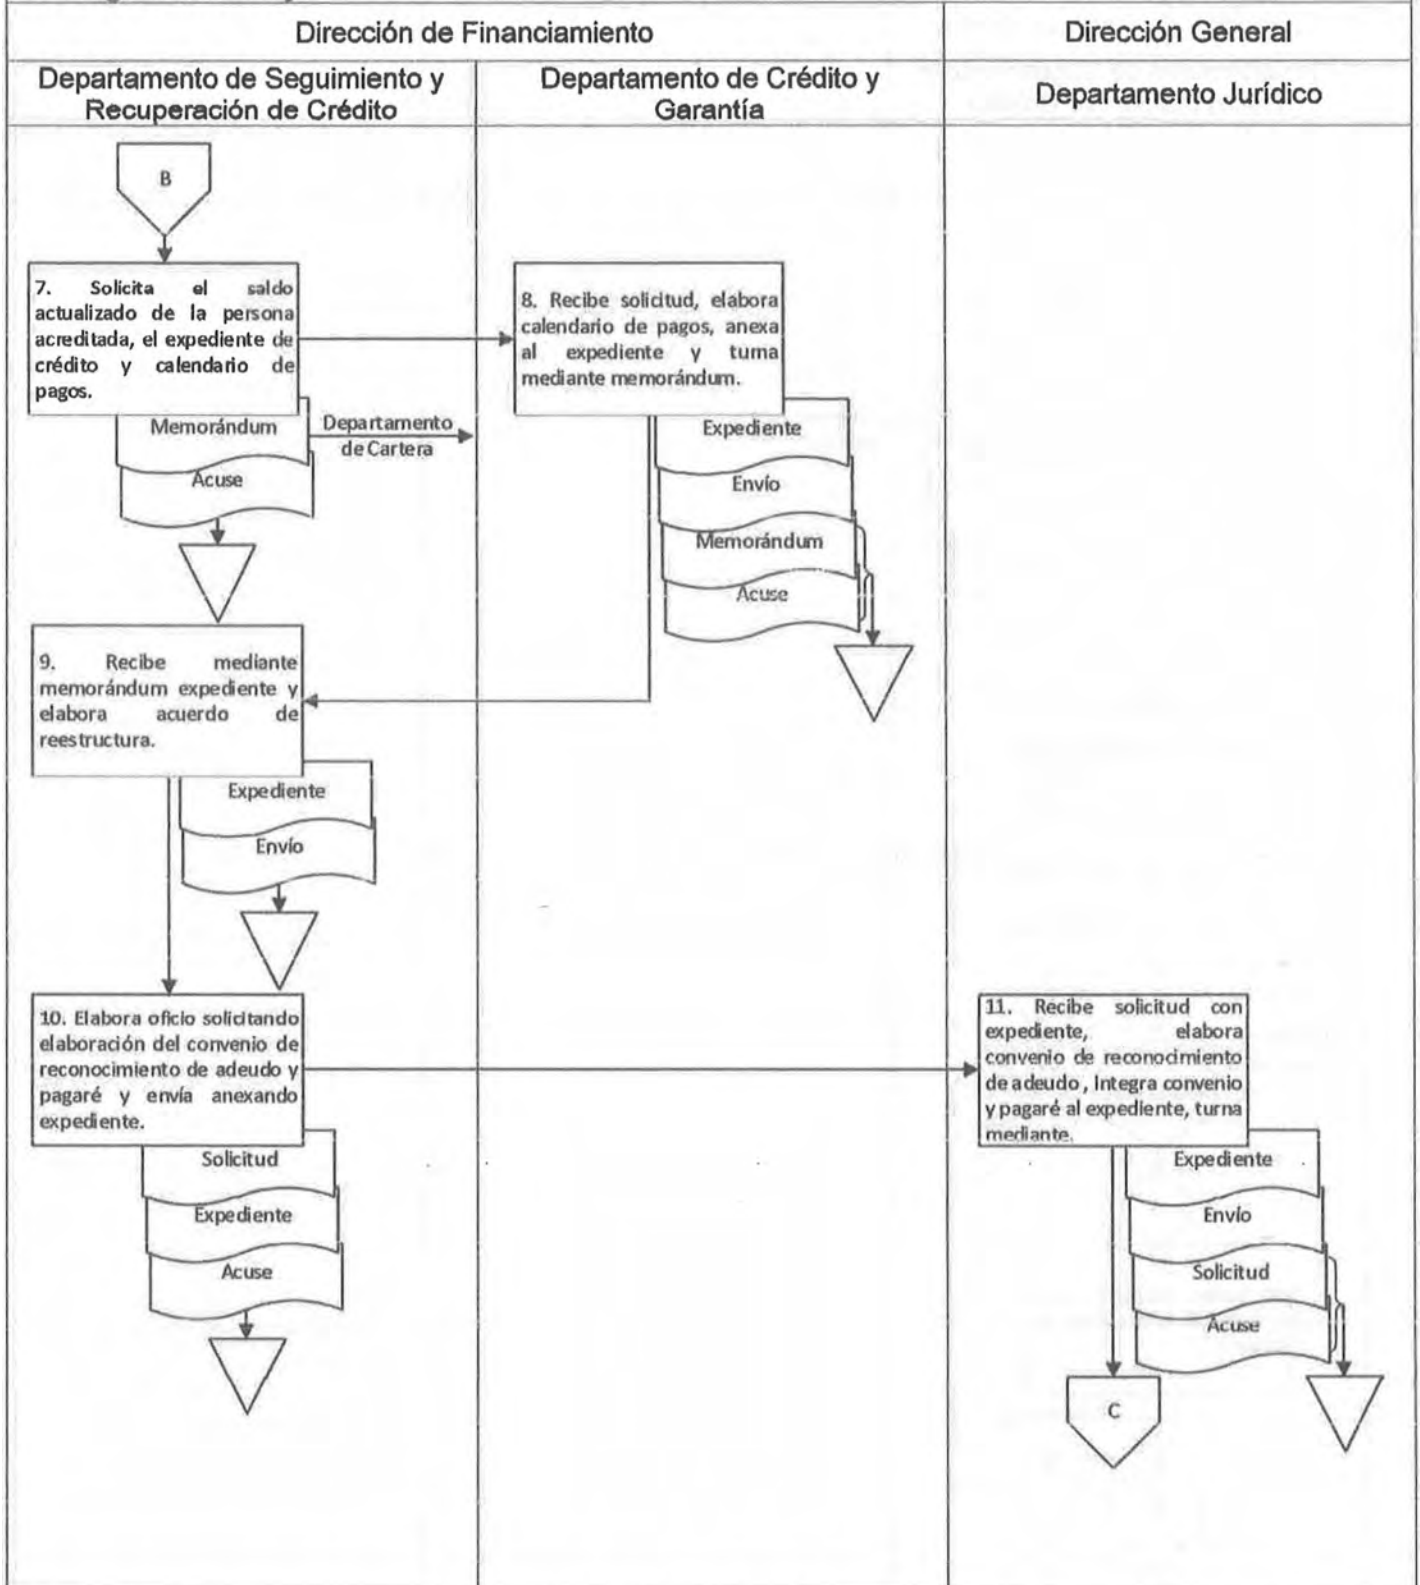 Dirección de Financiamiento
Dirección General
Departamento de Seguimiento y
Recuperación de Crédito
Departamento de Crédito y
Garantía
Departamento Jurídico
B
7. Solicita el saldo
actualizado de la persona
acreditada, el expediente de
crédito y calendario de
pagos.
Memorándum
Acuse
Departamento
de Cartera
8. Recibe solicitud, elabora
calendario de pagos, anexa
al expediente y turna
mediante memorándum.
Expediente
Envío
Memorándum
Acuse
9. Recibe mediante
memorándum expediente y
elabora acuerdo de
reestructura.
Expediente
Envío
10. Elabora oficio solicitando
elaboración del convenio de
reconocimiento de adeudo y
pagaré y envía anexando
expediente.
Solicitud
Expediente
Acuse
11. Recibe solicitud con
expediente, elabora
convenio de reconocimiento
de adeudo , Integra convenio
y pagaré al expediente, turna
mediante.
Expediente
Envío
Solicitud
Acuse
C